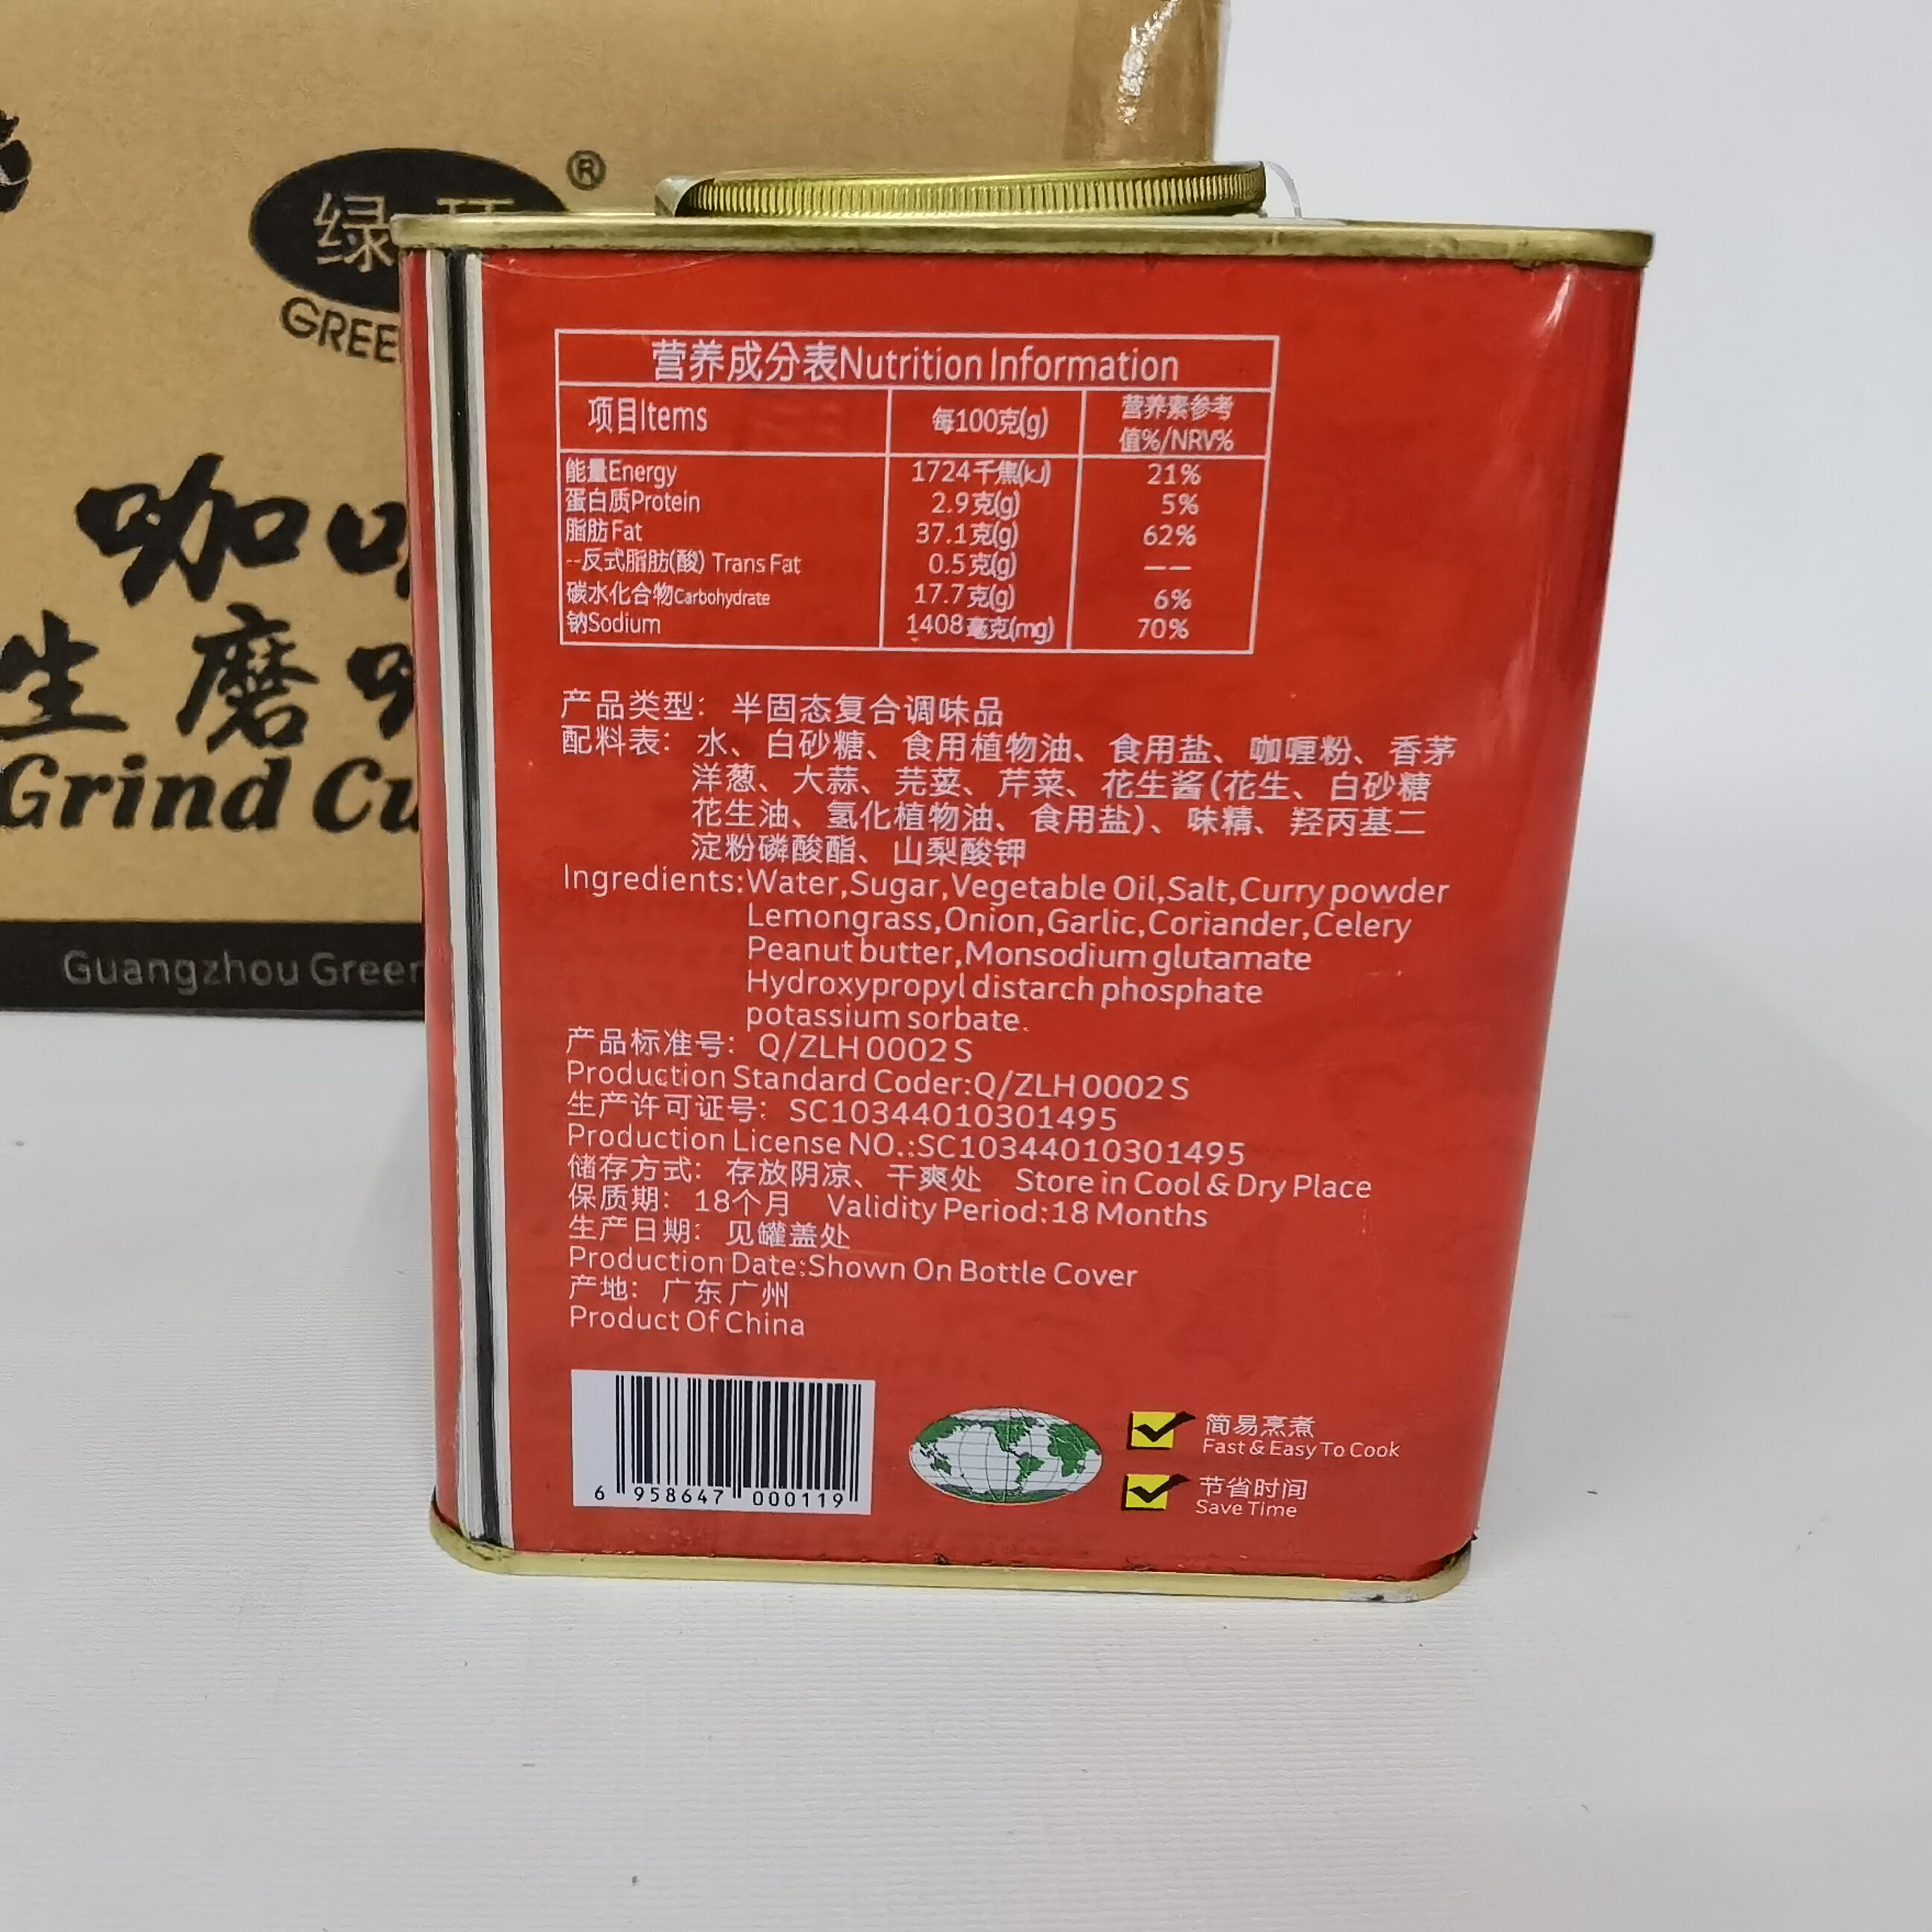 绿
®
GREE
咖
生磨
Grind Cu
Guangzhou Green
营养成分表Nutrition Information
项目Items 每100克(g) 营养素参考值%/NRV%
能量Energy 1724千焦(kJ) 21%
蛋白质Protein 2.9克(g) 5%
脂肪Fat 37.1克(g) 62%
--反式脂肪(酸) Trans Fat 0.5克(g) ——
碳水化合物Carbohydrate 17.7克(g) 6%
钠Sodium 1408毫克(mg) 70%
产品类型：半固态复合调味品
配料表：水、白砂糖、食用植物油、食用盐、咖喱粉、香茅
洋葱、大蒜、芫荽、芹菜、花生酱(花生、白砂糖
花生油、氢化植物油、食用盐)、味精、羟丙基二
淀粉磷酸酯、山梨酸钾
Ingredients:Water,Sugar,Vegetable Oil,Salt,Curry powder
Lemongrass,Onion,Garlic,Coriander,Celery
Peanut butter,Monsodium glutamate
Hydroxypropyl distarch phosphate
potassium sorbate.
产品标准号：Q/ZLH 0002 S
Production Standard Coder:Q/ZLH 0002 S
生产许可证号：SC10344010301495
Production License NO.:SC10344010301495
储存方式：存放阴凉、干爽处 Store in Cool & Dry Place
保质期：18个月 Validity Period:18 Months
生产日期：见罐盖处
Production Date:Shown On Bottle Cover
产地：广东广州
Product Of China
6 958647 000119
简易烹煮
Fast & Easy To Cook
节省时间
Save Time